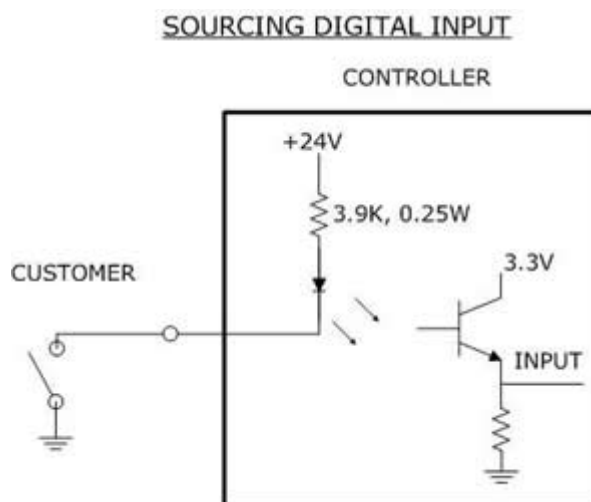 SOURCING DIGITAL INPUT
CONTROLLER
+24V
3.9K, 0.25W
CUSTOMER
3.3V
INPUT